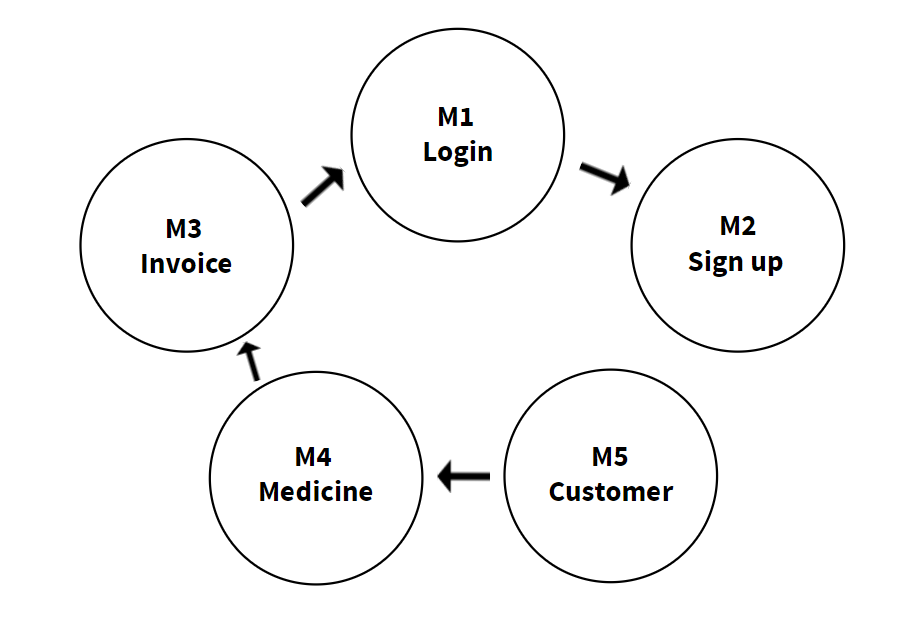 M1
Login
M2
Sign up
M3
Invoice
M4
Medicine
M5
Customer